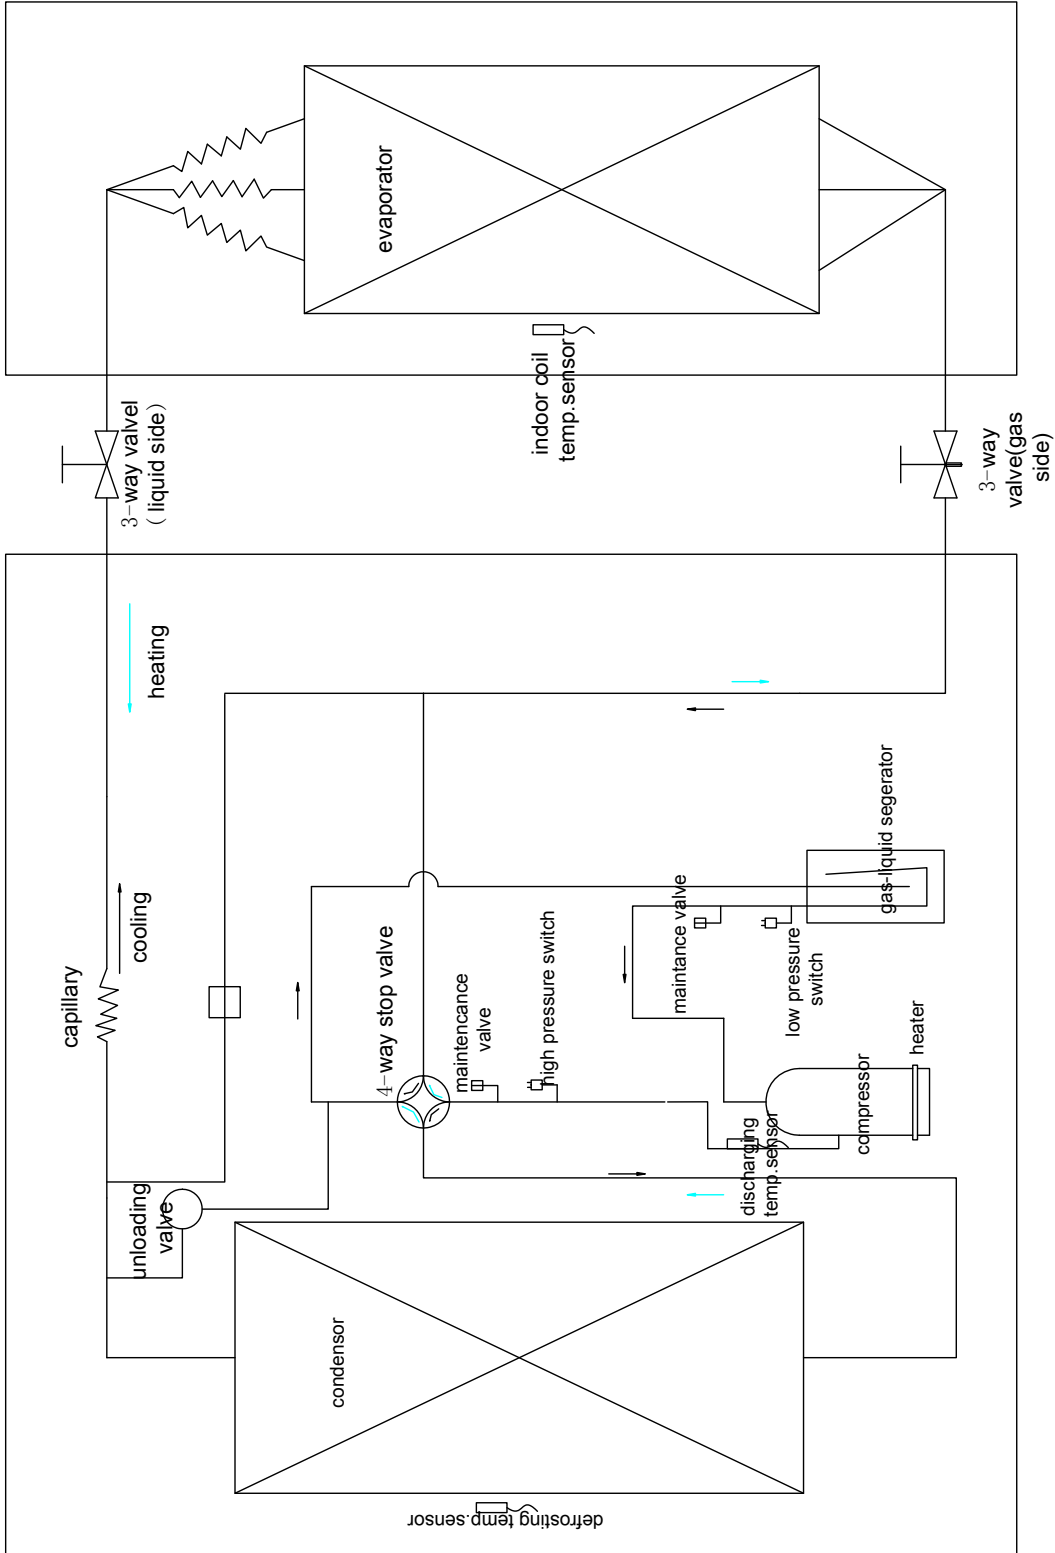 evaporator
indoor coil
temp.sensor
3-way valvel
( liquid side)
3-way
valve(gas
side)
heating
cooling
capillary
gas-liquid segerator
maintance valve
low pressure
switch
4-way stop valve
maintencance
valve
high pressure switch
heater
compressor
discharging
temp.sensor
unloading
valve
condensor
defrosting temp.sensor